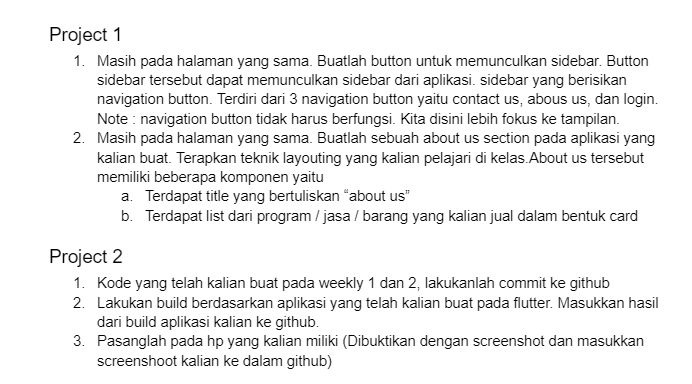 Project 1
1. Masih pada halaman yang sama. Buatlah button untuk memunculkan sidebar. Button
sidebar tersebut dapat memunculkan sidebar dari aplikasi. sidebar yang berisikan
navigation button. Terdiri dari 3 navigation button yaitu contact us, abous us, dan login.
Note : navigation button tidak harus berfungsi. Kita disini lebih fokus ke tampilan.
2. Masih pada halaman yang sama. Buatlah sebuah about us section pada aplikasi yang
kalian buat. Terapkan teknik layouting yang kalian pelajari di kelas.About us tersebut
memiliki beberapa komponen yaitu
a. Terdapat title yang bertuliskan “about us”
b. Terdapat list dari program / jasa / barang yang kalian jual dalam bentuk card
Project 2
1. Kode yang telah kalian buat pada weekly 1 dan 2, lakukanlah commit ke github
2. Lakukan build berdasarkan aplikasi yang telah kalian buat pada flutter. Masukkan hasil
dari build aplikasi kalian ke github.
3. Pasanglah pada hp yang kalian miliki (Dibuktikan dengan screenshot dan masukkan
screenshoot kalian ke dalam github)